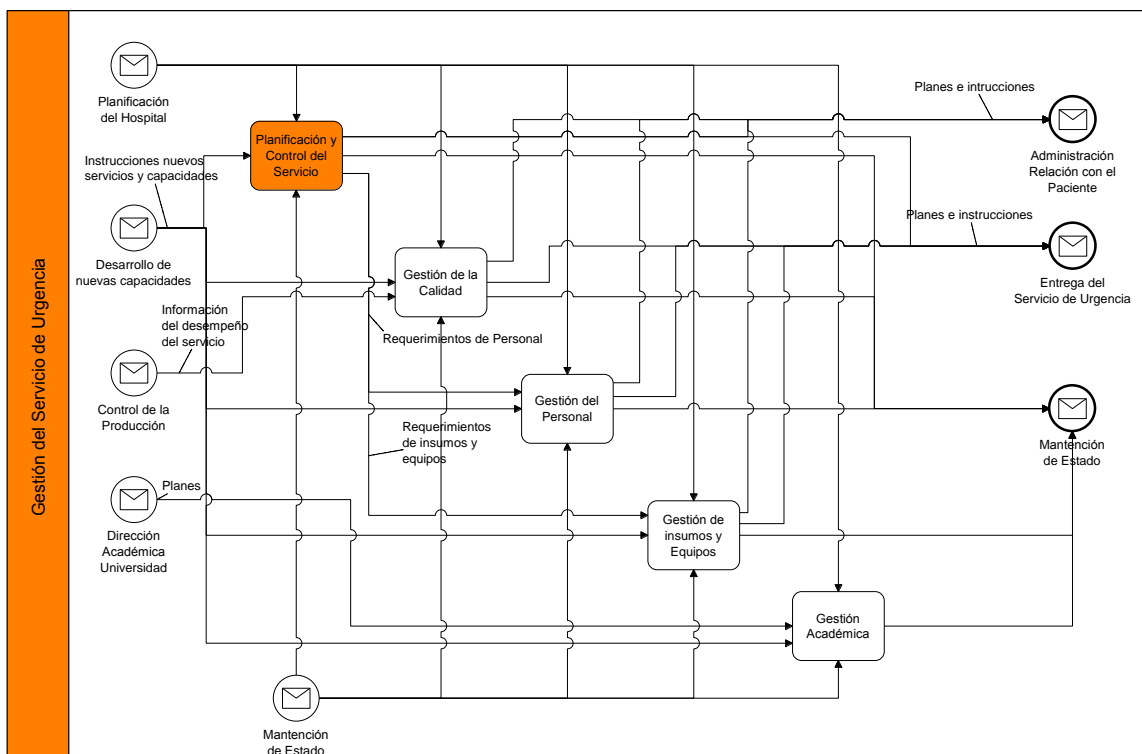 Gestión del Servicio de Urgencia
Planificación
del Hospital
Instrucciones nuevos
servicios y capacidades
Desarrollo de
nuevas capacidades
Información
del desempeño
del servicio
Control de la
Producción
Planes
Dirección
Académica
Universidad
Mantención
de Estado
Planificación y
Control del
Servicio
Gestión de la
Calidad
Requerimientos de Personal
Gestión del
Personal
Requerimientos
de insumos y
equipos
Gestión de
insumos y
Equipos
Gestión
Académica
Planes e intrucciones
Administración
Relación con el
Paciente
Planes e instrucciones
Entrega del
Servicio de Urgencia
Mantención
de Estado